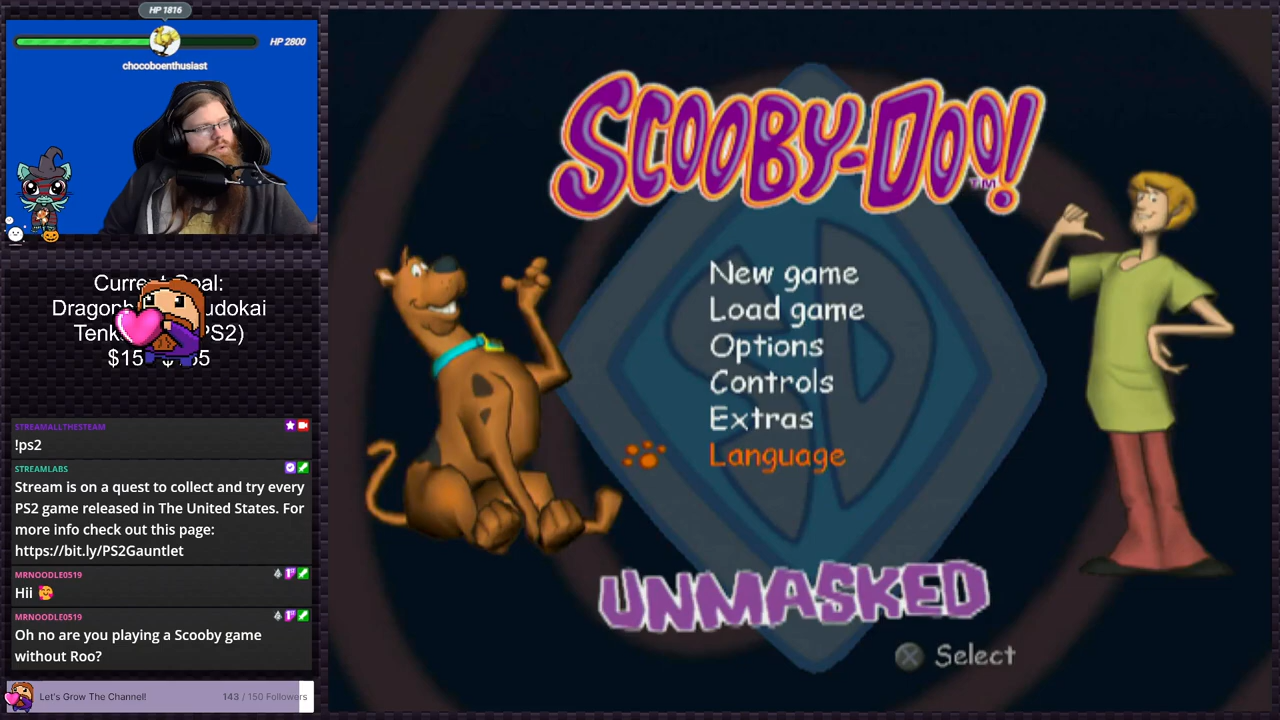 HP 1816
HP 2800
chocoboenthusiast
SCOOBY-DOO!
TM
New game
Load game
Options
Controls
Extras
Language
UNMASKED
Select
Current Goal:
udokai
Tenk PS2)
$15 $ 5
STREAMALLTHESTEAM
!ps2
STREAMLABS
Stream is on a quest to collect and try every
PS2 game released in The United States. For
more info check out this page:
https://bit.ly/PS2Gauntlet
MRNOODLE0519
Hii
MRNOODLE0519
Oh no are you playing a Scooby game
without Roo?
Let's Grow The Channel!
143 / 150 Followers